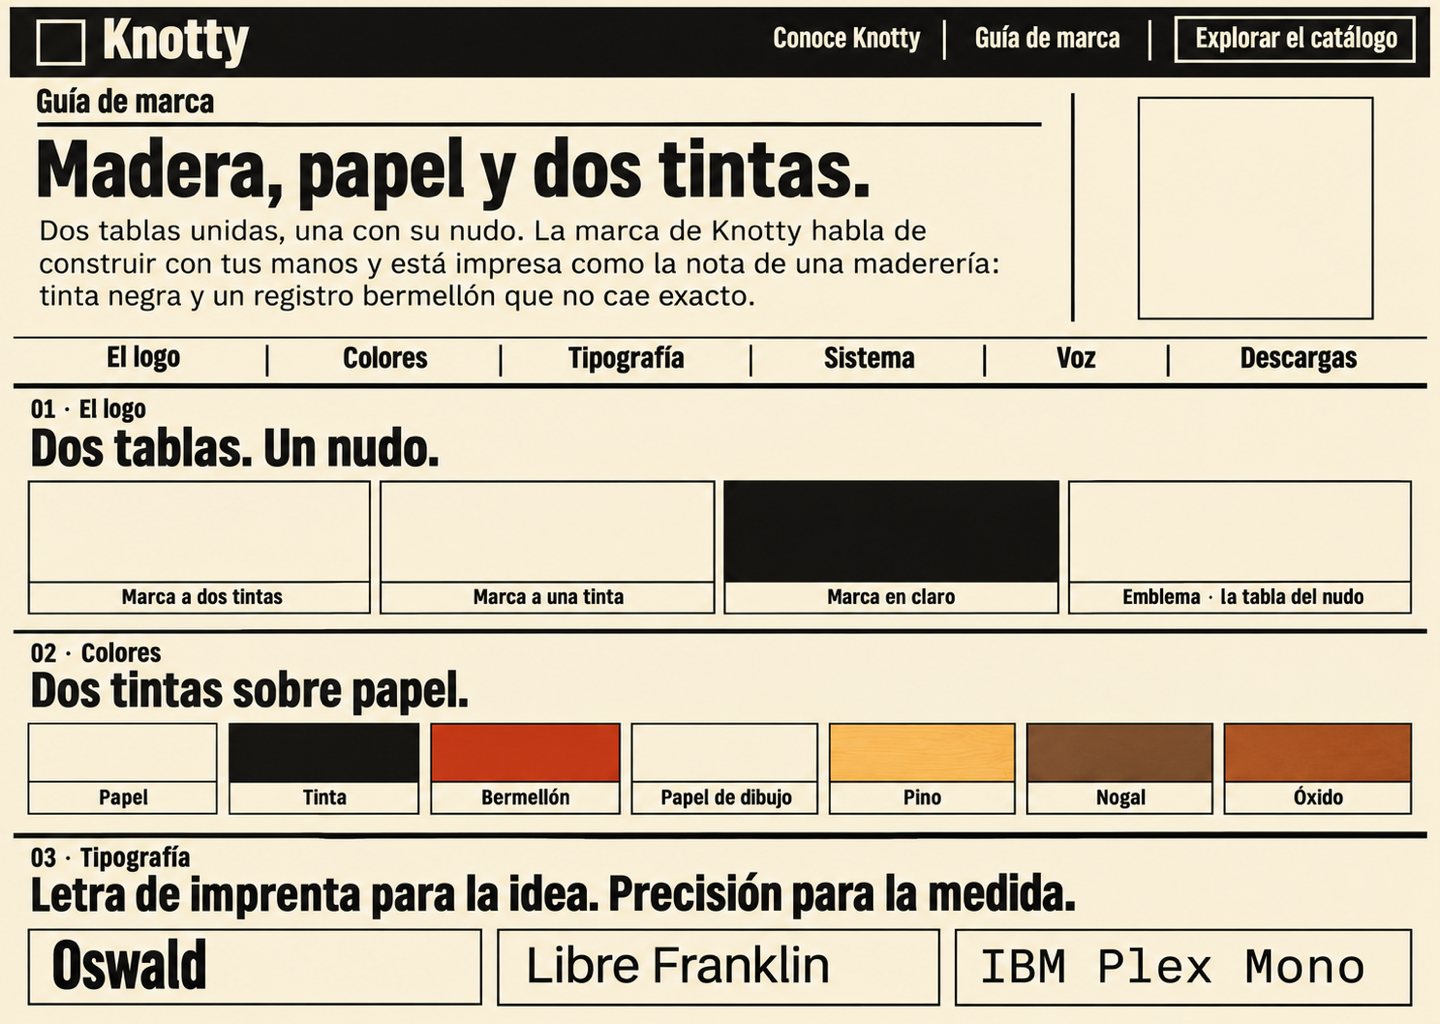 Knotty
Conoce Knotty
Guía de marca
Explorar el catálogo
Guía de marca
Madera, papel y dos tintas.
Dos tablas unidas, una con su nudo. La marca de Knotty habla de
construir con tus manos y está impresa como la nota de una maderería:
tinta negra y un registro bermellón que no cae exacto.
El logo
Colores
Tipografía
Sistema
Voz
Descargas
01 · El logo
Dos tablas. Un nudo.
Marca a dos tintas
Marca a una tinta
Marca en claro
Emblema · la tabla del nudo
02 · Colores
Dos tintas sobre papel.
Papel
Tinta
Bermellón
Papel de dibujo
Pino
Nogal
Óxido
03 · Tipografía
Letra de imprenta para la idea. Precisión para la medida.
Oswald
Libre Franklin
IBM Plex Mono